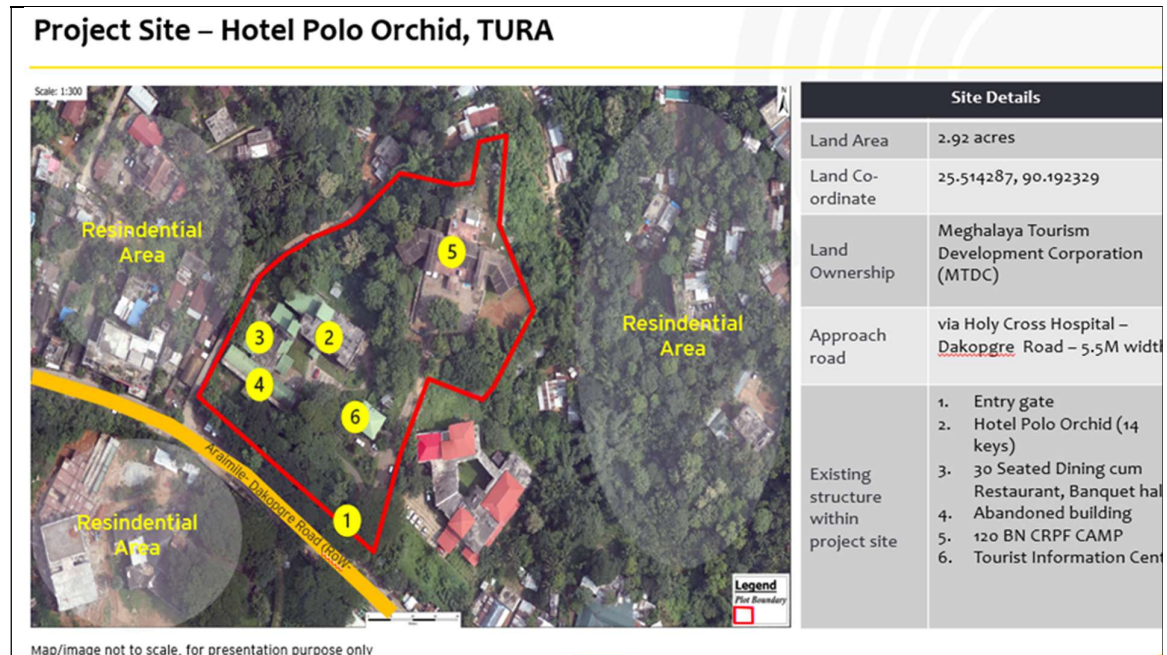 Project Site – Hotel Polo Orchid, TURA
Scale: 1:300
N
Resindential
Area
Resindential
Area
Resindential
Area
1
2
3
4
5
6
Araimile- Dakopgre Road (RoW-
Legend
Plot Boundary
Site Details
Land Area
2.92 acres
Land Co-
ordinate
25.514287, 90.192329
Land
Ownership
Meghalaya Tourism
Development Corporation
(MTDC)
Approach
road
via Holy Cross Hospital –
Dakopgre Road – 5.5M width
Existing
structure
within
project site
1. Entry gate
2. Hotel Polo Orchid (14
keys)
3. 30 Seated Dining cum
Restaurant, Banquet hal
4. Abandoned building
5. 120 BN CRPF CAMP
6. Tourist Information Cent
Map/image not to scale, for presentation purpose only